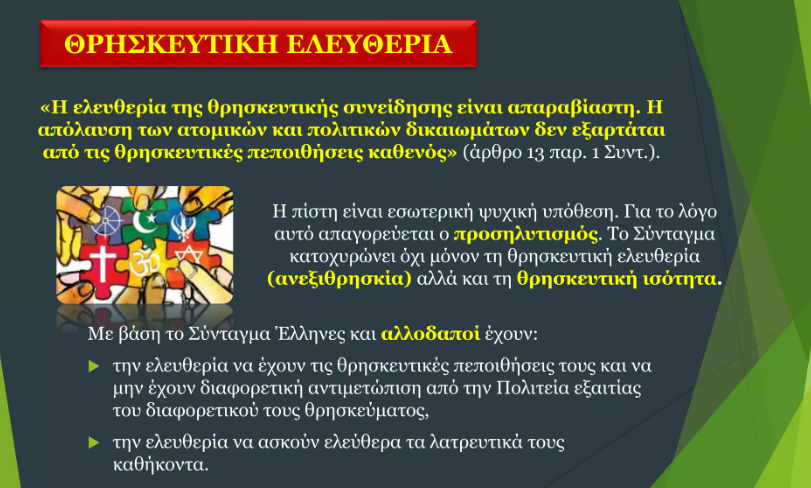 ΘΡΗΣΚΕΥΤΙΚΗ ΕΛΕΥΘΕΡΙΑ
«Η ελευθερία της θρησκευτικής συνείδησης είναι απαραβίαστη. Η
απόλαυση των ατομικών και πολιτικών δικαιωμάτων δεν εξαρτάται
από τις θρησκευτικές πεποιθήσεις καθενός» (άρθρο 13 παρ. 1 Συντ.).
Η πίστη είναι εσωτερική ψυχική υπόθεση. Για το λόγο
αυτό απαγορεύεται ο προσηλυτισμός. Το Σύνταγμα
κατοχυρώνει όχι μόνον τη θρησκευτική ελευθερία
(ανεξιθρησκία) αλλά και τη θρησκευτική ισότητα.
Με βάση το Σύνταγμα Έλληνες και αλλοδαποί έχουν:
την ελευθερία να έχουν τις θρησκευτικές πεποιθήσεις τους και να
μην έχουν διαφορετική αντιμετώπιση από την Πολιτεία εξαιτίας
του διαφορετικού τους θρησκεύματος,
την ελευθερία να ασκούν ελεύθερα τα λατρευτικά τους
καθήκοντα.